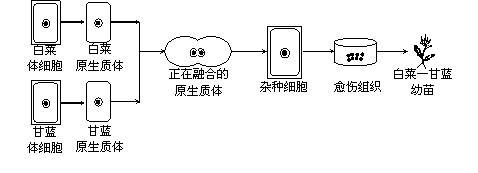 白菜
体细胞
白菜
原生质体
正在融合的
原生质体
杂种细胞
愈伤组织
白菜一甘蓝
幼苗
甘蓝
体细胞
甘蓝
原生质体